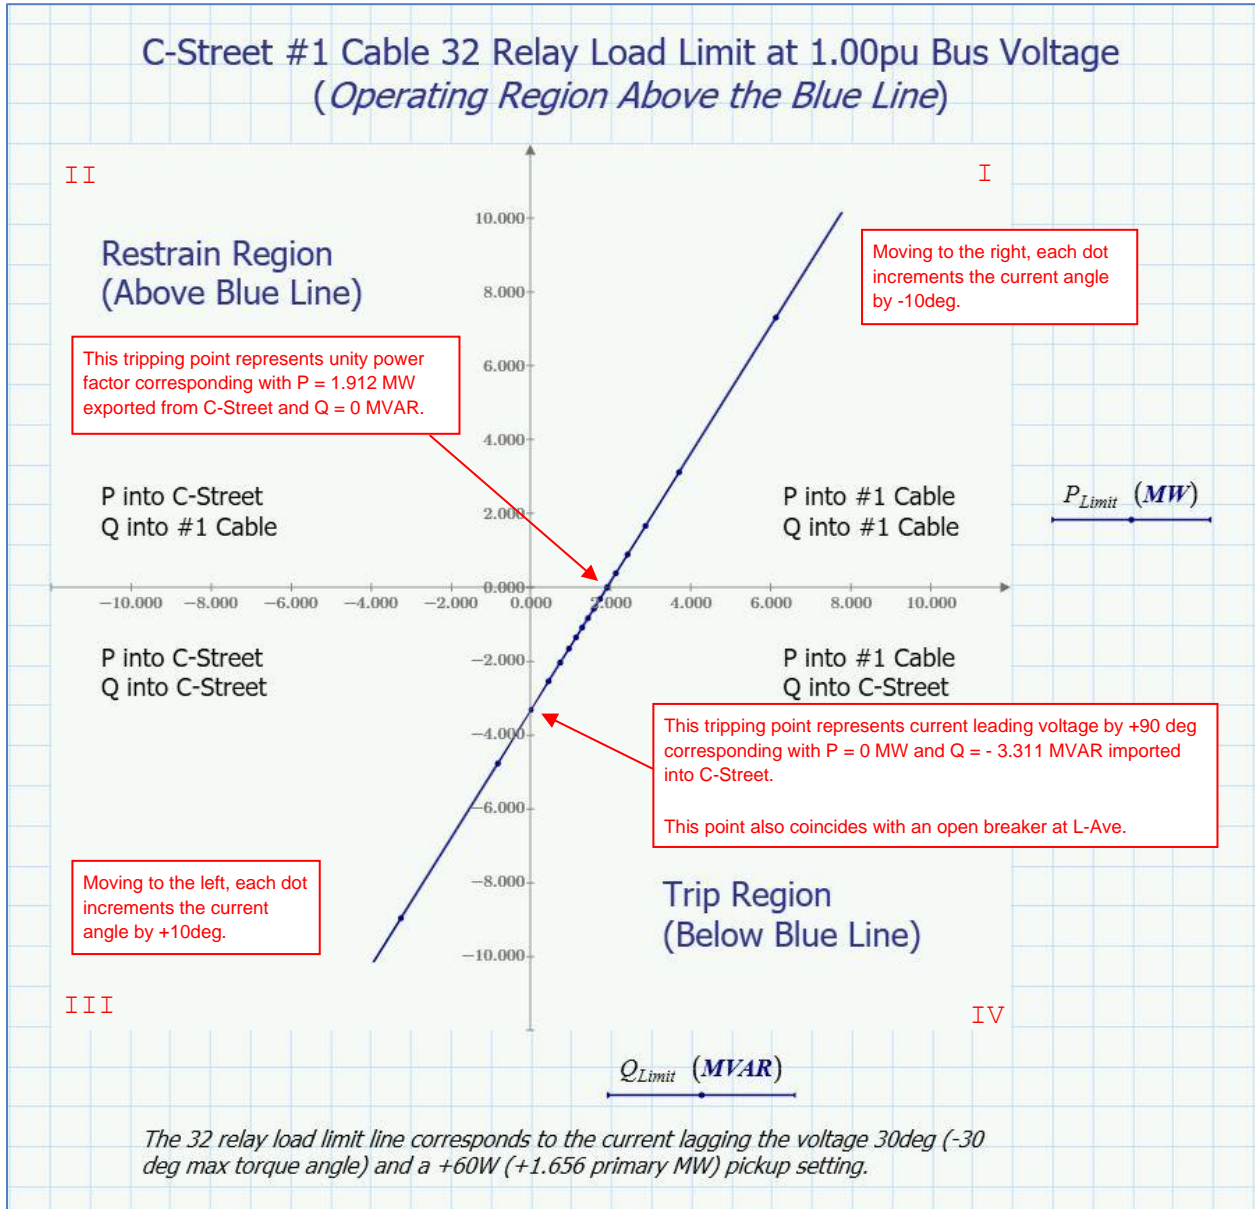 C-Street #1 Cable 32 Relay Load Limit at 1.00pu Bus Voltage
(Operating Region Above the Blue Line)
II
I
Restrain Region
(Above Blue Line)
10.000
Moving to the right, each dot
increments the current angle
by -10deg.
8.000
This tripping point represents unity power
factor corresponding with P = 1.912 MW
exported from C-Street and Q = 0 MVAR.
6.000
4.000
P into C-Street
Q into #1 Cable
2.000
P into #1 Cable
Q into #1 Cable
P Limit (MW)
0.000
−10.000 −8.000 −6.000 −4.000 −2.000 0.000 2.000 4.000 6.000 8.000 10.000
P into C-Street
Q into C-Street
−2.000
P into #1 Cable
Q into C-Street
−4.000
This tripping point represents current leading voltage by +90 deg
corresponding with P = 0 MW and Q = - 3.311 MVAR imported
into C-Street.
This point also coincides with an open breaker at L-Ave.
−6.000
Moving to the left, each dot
increments the current
angle by +10deg.
−8.000
Trip Region
(Below Blue Line)
−10.000
III
IV
Q Limit (MVAR)
The 32 relay load limit line corresponds to the current lagging the voltage 30deg (-30
deg max torque angle) and a +60W (+1.656 primary MW) pickup setting.